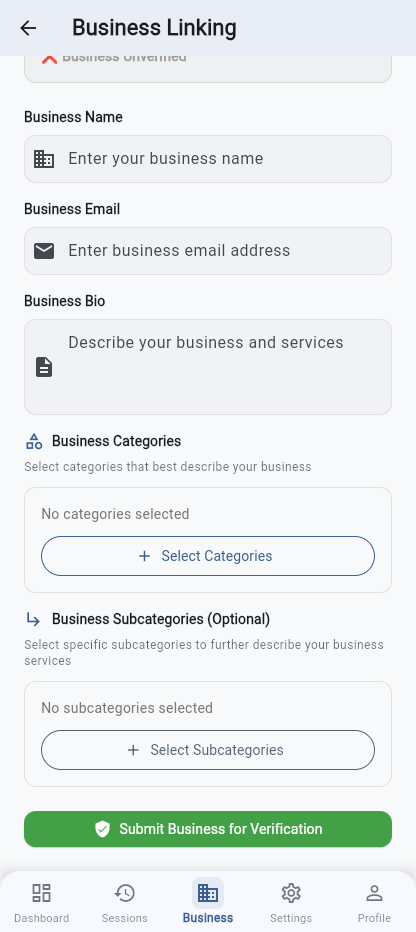 Business Linking
Business Unverified
Business Name
Enter your business name
Business Email
Enter business email address
Business Bio
Describe your business and services
Business Categories
Select categories that best describe your business
No categories selected
Select Categories
Business Subcategories (Optional)
Select specific subcategories to further describe your business
services
No subcategories selected
Select Subcategories
Submit Business for Verification
Dashboard
Sessions
Business
Settings
Profile